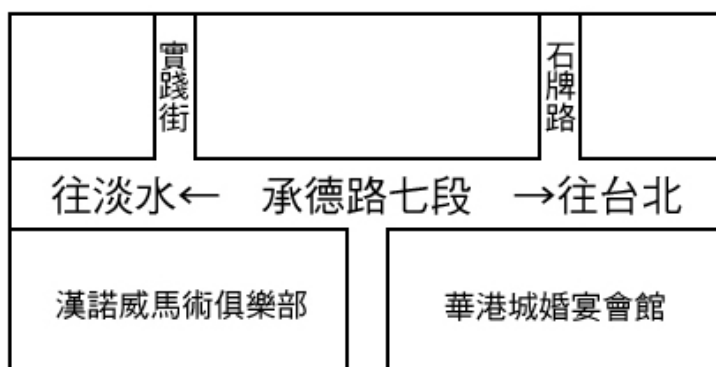 實踐街
石牌路
往淡水← 承德路七段 →往台北
漢諾威馬術俱樂部
華港城婚宴會館